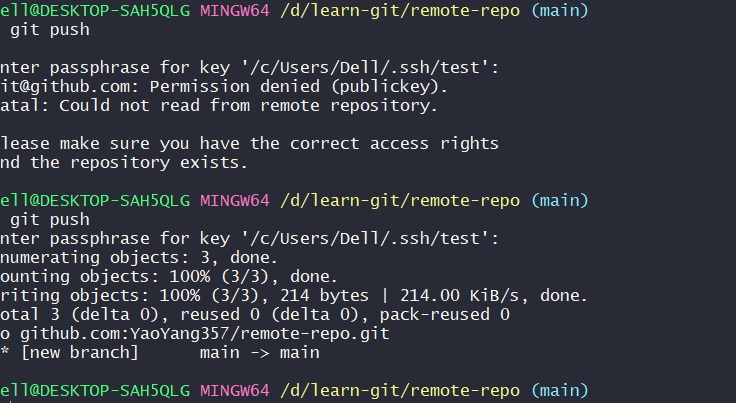 ell@DESKTOP-SAH5QLG MINGW64 /d/learn-git/remote-repo (main)
git push
nter passphrase for key '/c/Users/Dell/.ssh/test':
it@github.com: Permission denied (publickey).
atal: Could not read from remote repository.
lease make sure you have the correct access rights
nd the repository exists.
ell@DESKTOP-SAH5QLG MINGW64 /d/learn-git/remote-repo (main)
git push
nter passphrase for key '/c/Users/Dell/.ssh/test':
numerating objects: 3, done.
ounting objects: 100% (3/3), done.
riting objects: 100% (3/3), 214 bytes | 214.00 KiB/s, done.
otal 3 (delta 0), reused 0 (delta 0), pack-reused 0
o github.com:YaoYang357/remote-repo.git
* [new branch]      main -> main
ell@DESKTOP-SAH5QLG MINGW64 /d/learn-git/remote-repo (main)